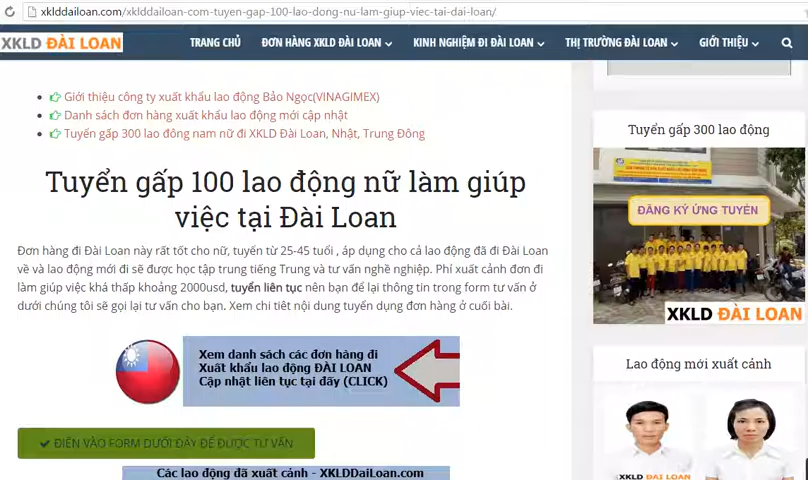 xklddailoan.com/xklddailoan-com-tuyen-gap-100-lao-dong-nu-lam-giup-viec-tai-dai-loan/
XKLD ĐÀI LOAN
TRANG CHỦ
ĐƠN HÀNG XKLD ĐÀI LOAN
KINH NGHIỆM ĐI ĐÀI LOAN
THỊ TRƯỜNG ĐÀI LOAN
GIỚI THIỆU
Giới thiệu công ty xuất khẩu lao động Bảo Ngọc(VINAGIMEX)
Danh sách đơn hàng xuất khẩu lao động mới cập nhật
Tuyển gấp 300 lao đông nam nữ đi XKLD Đài Loan, Nhật, Trung Đông
Tuyển gấp 100 lao động nữ làm giúp
việc tại Đài Loan
Đơn hàng đi Đài Loan này rất tốt cho nữ, tuyển từ 25-45 tuổi , áp dụng cho cả lao động đã đi Đài Loan
về và lao động mới đi sẽ được học tập trung tiếng Trung và tư vấn nghề nghiệp. Phí xuất cảnh đơn đi
làm giúp việc khá thấp khoảng 2000usd, tuyển liên tục nên bạn để lại thông tin trong form tư vấn ở
dưới chúng tôi sẽ gọi lại tư vấn cho bạn. Xem chi tiêt nội dung tuyển dụng đơn hàng ở cuối bài.
Xem danh sách các đơn hàng đi
Xuất khẩu lao động ĐÀI LOAN
Cập nhật liên tục tại đây (CLICK)
ĐIỀN VÀO FORM DƯỚI ĐÂY ĐỂ ĐƯỢC TƯ VẤN
Các lao động đã xuất cảnh - XKLDDaiLoan.com
Tuyển gấp 300 lao động
ĐĂNG KÝ ỨNG TUYỂN
XKLD ĐÀI LOAN
Lao động mới xuất cảnh
XKLD ĐÀI LOAN